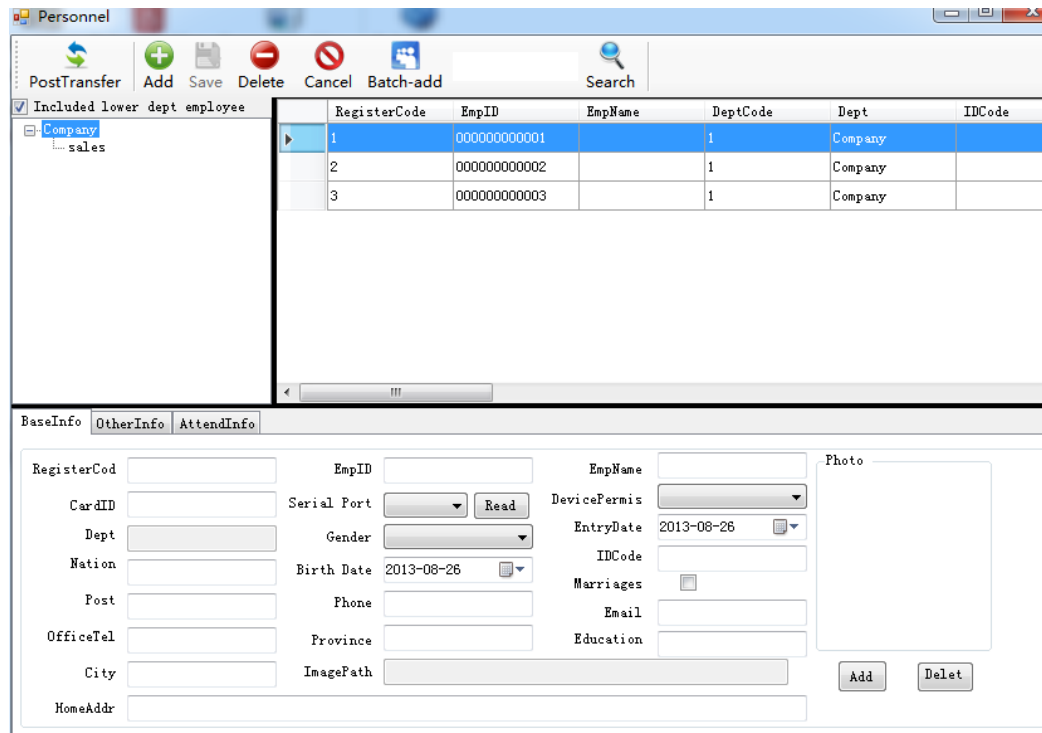 Personnel
PostTransfer Add Save Delete Cancel Batch-add Search
Included lower dept employee
Company
sales
RegisterCode EmpID EmpName DeptCode Dept IDCode
1 000000000001 1 Company
2 000000000002 1 Company
3 000000000003 1 Company
BaseInfo OtherInfo AttendInfo
RegisterCod EmpID EmpName Photo
CardID Serial Port Read DevicePermis
Dept Gender EntryDate 2013-08-26
Nation Birth Date 2013-08-26 IDCode
Marriages
Post Phone Email
OfficeTel Province Education
City ImagePath Add Delet
HomeAddr